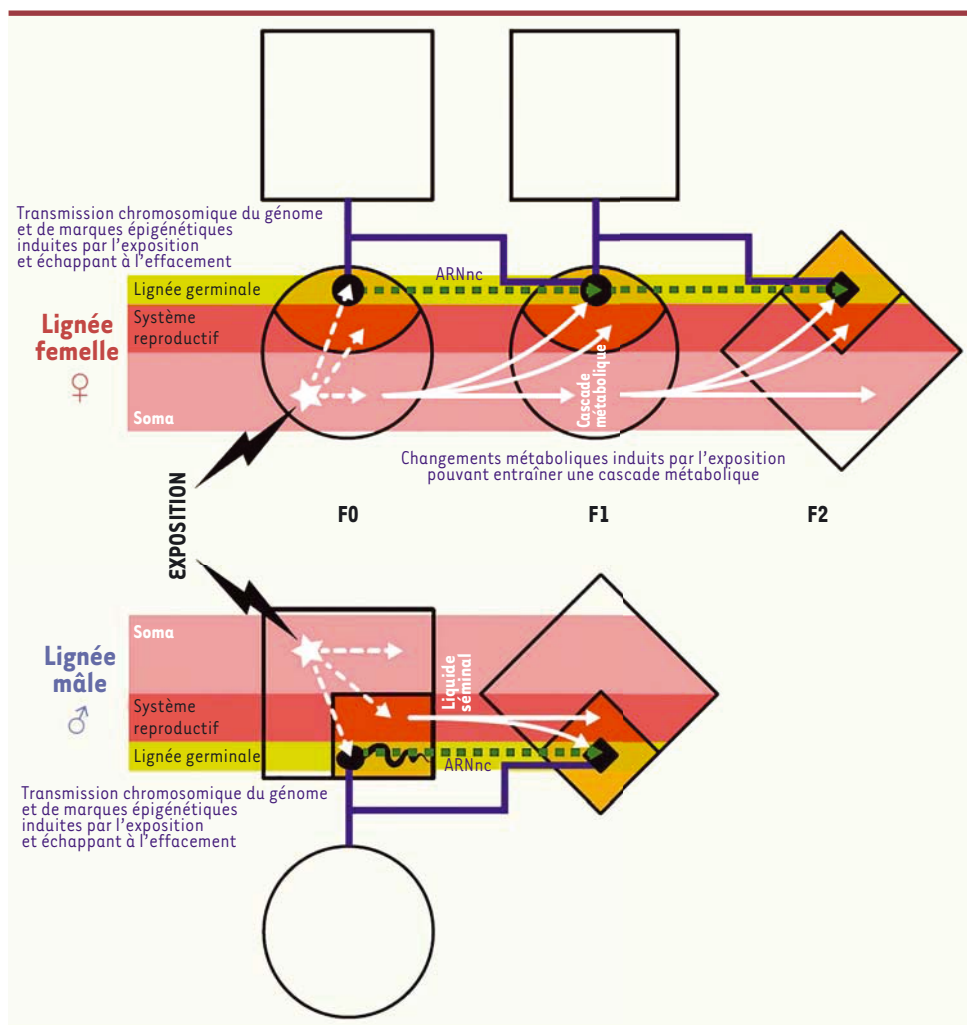 Transmission chromosomique du génome
et de marques épigénétiques
induites par l'exposition
et échappant à l'effacement
ARNnc
Lignée germinale
Système
reproductif
Lignée
femelle
♀
Soma
Cascade
métabolique
Changements métaboliques induits par l'exposition
pouvant entraîner une cascade métabolique
EXPOSITION
F0
F1
F2
Soma
Lignée
mâle
♂
Liquide
séminal
Système
reproductif
Lignée germinale
ARNnc
Transmission chromosomique du génome
et de marques épigénétiques
induites par l'exposition
et échappant à l'effacement